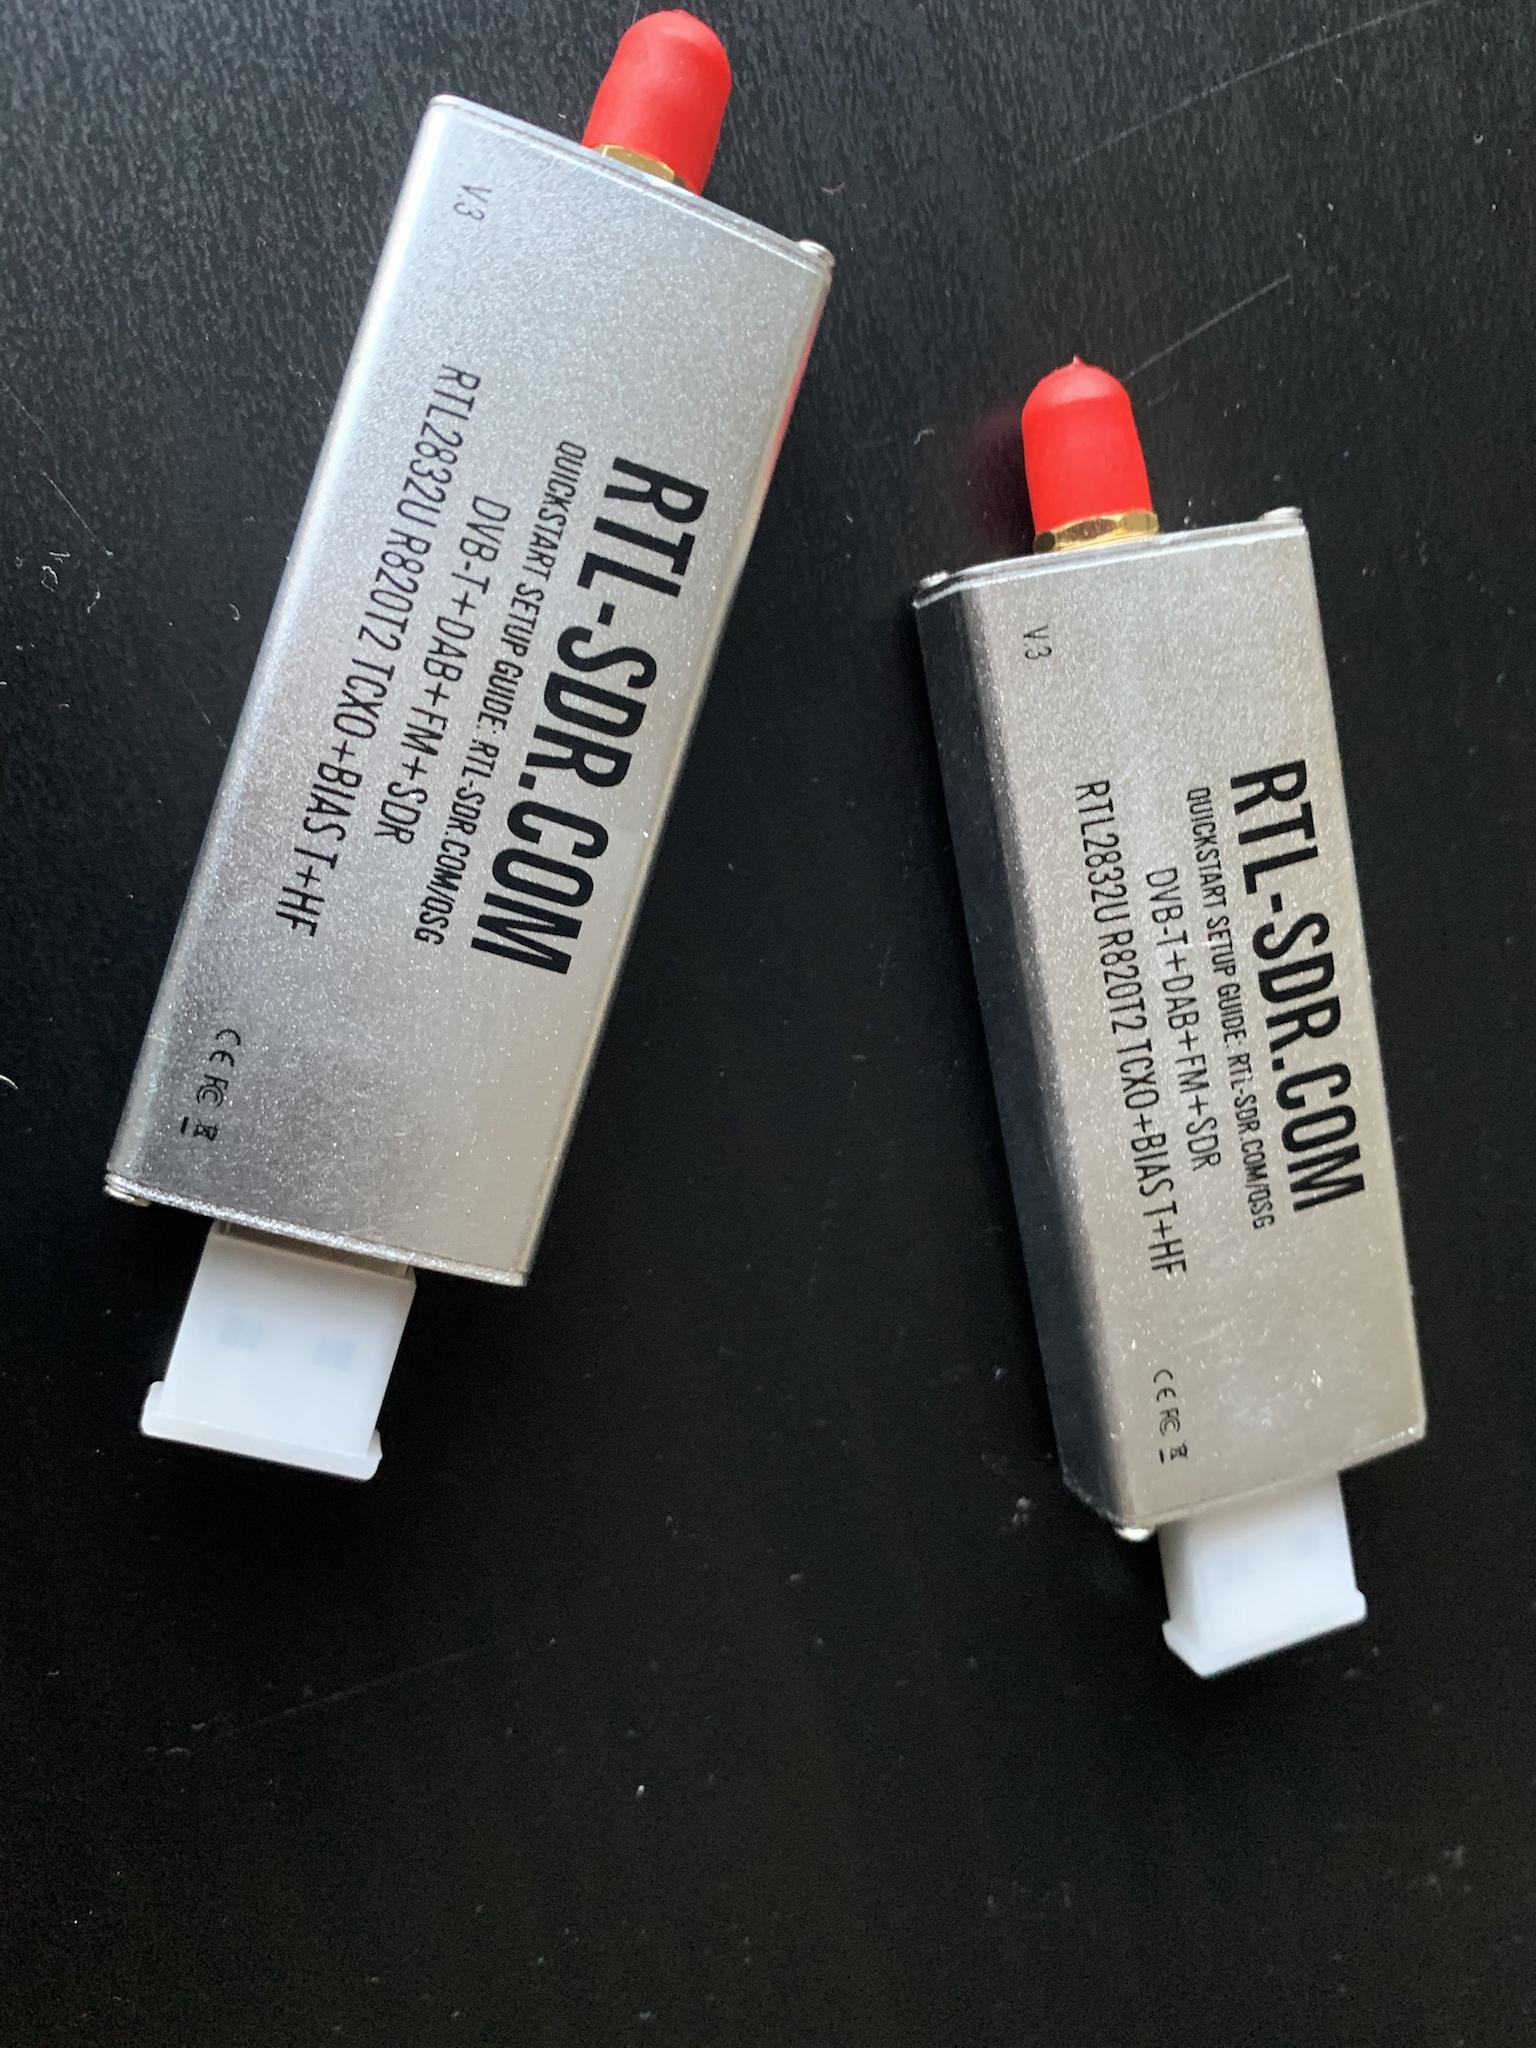 V.3
RTL-SDR.COM
QUICKSTART SETUP GUIDE: RTL-SDR.COM/QSG
DVB-T+DAB+FM+SDR
RTL2832U R820T2 TCXO+BIAS T+HF
CE FC
V.3
RTL-SDR.COM
QUICKSTART SETUP GUIDE: RTL-SDR.COM/QSG
DVB-T+DAB+FM+SDR
RTL2832U R820T2 TCXO+BIAS T+HF
CE FC